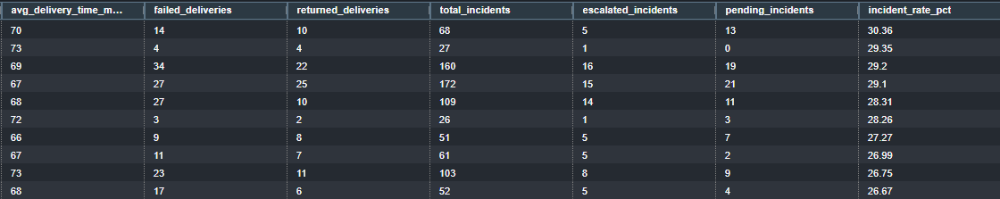 avg_delivery_time_m... failed_deliveries returned_deliveries total_incidents escalated_incidents pending_incidents incident_rate_pct
70 14 10 68 5 13 30.36
73 4 4 27 1 0 29.35
69 34 22 160 16 19 29.2
67 27 25 172 15 21 29.1
68 27 10 109 14 11 28.31
72 3 2 26 1 3 28.26
66 9 8 51 5 7 27.27
67 11 7 61 5 2 26.99
73 23 11 103 8 9 26.75
68 17 6 52 5 4 26.67